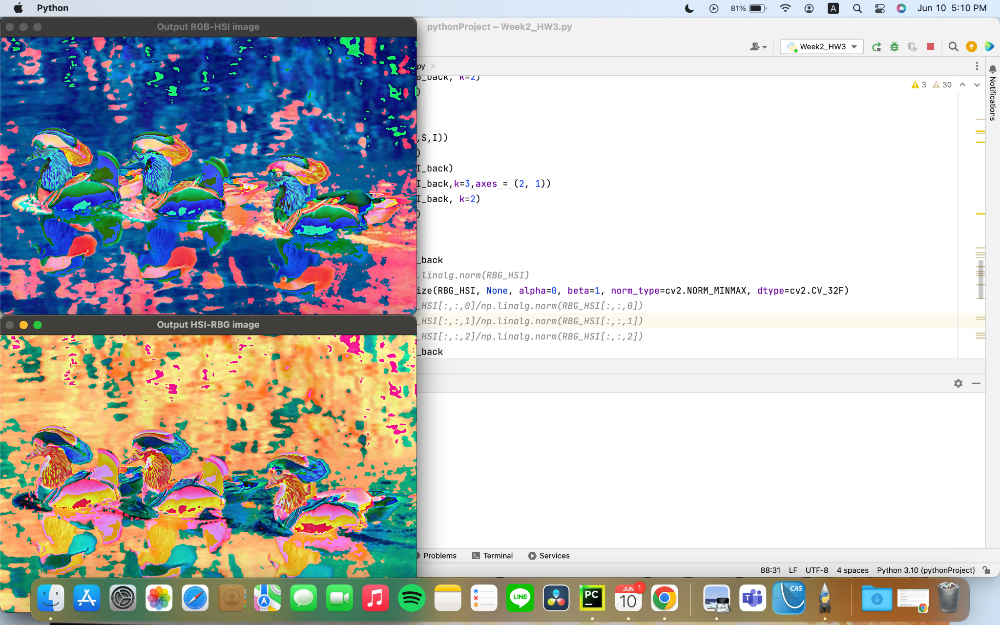 Python
81%
A
Jun 10 5:10 PM
Output RGB-HSI image
pythonProject – Week2_HW3.py
Week2_HW3
py
_back, k=2)
)
3 30
Notifications
,S,I))
)
I_back)
I_back,k=3,axes = (2, 1))
I_back, k=2)
)
_back
.linalg.norm(RBG_HSI)
ize(RBG_HSI, None, alpha=0, beta=1, norm_type=cv2.NORM_MINMAX, dtype=cv2.CV_32F)
_HSI[:,:,0]/np.linalg.norm(RBG_HSI[:,:,0])
_HSI[:,:,1]/np.linalg.norm(RBG_HSI[:,:,1])
_HSI[:,:,2]/np.linalg.norm(RBG_HSI[:,:,2])
_back
Output HSI-RBG image
Problems Terminal Services
88:31 LF UTF-8 4 spaces Python 3.10 (pythonProject)
LINE
PC
JUN
10
1
T
CAS